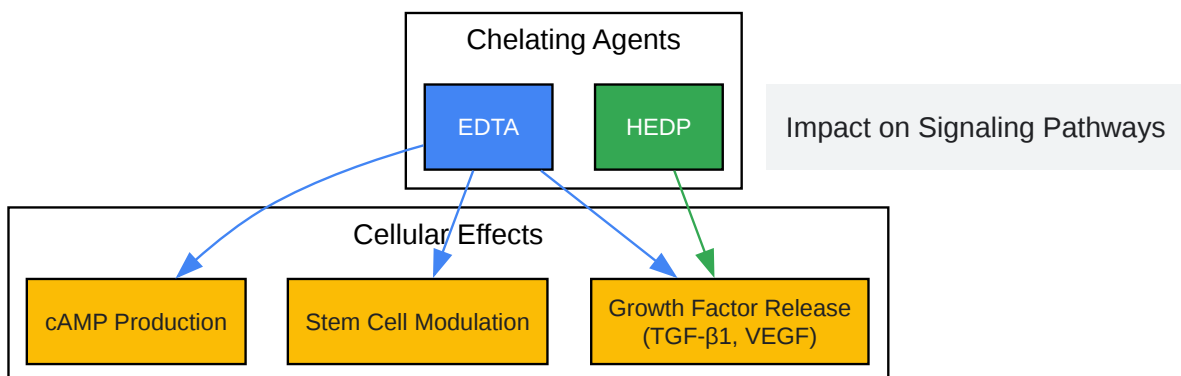 Chelating Agents
EDTA
HEDP
Impact on Signaling Pathways
Cellular Effects
cAMP Production
Stem Cell Modulation
Growth Factor Release
(TGF-β1, VEGF)